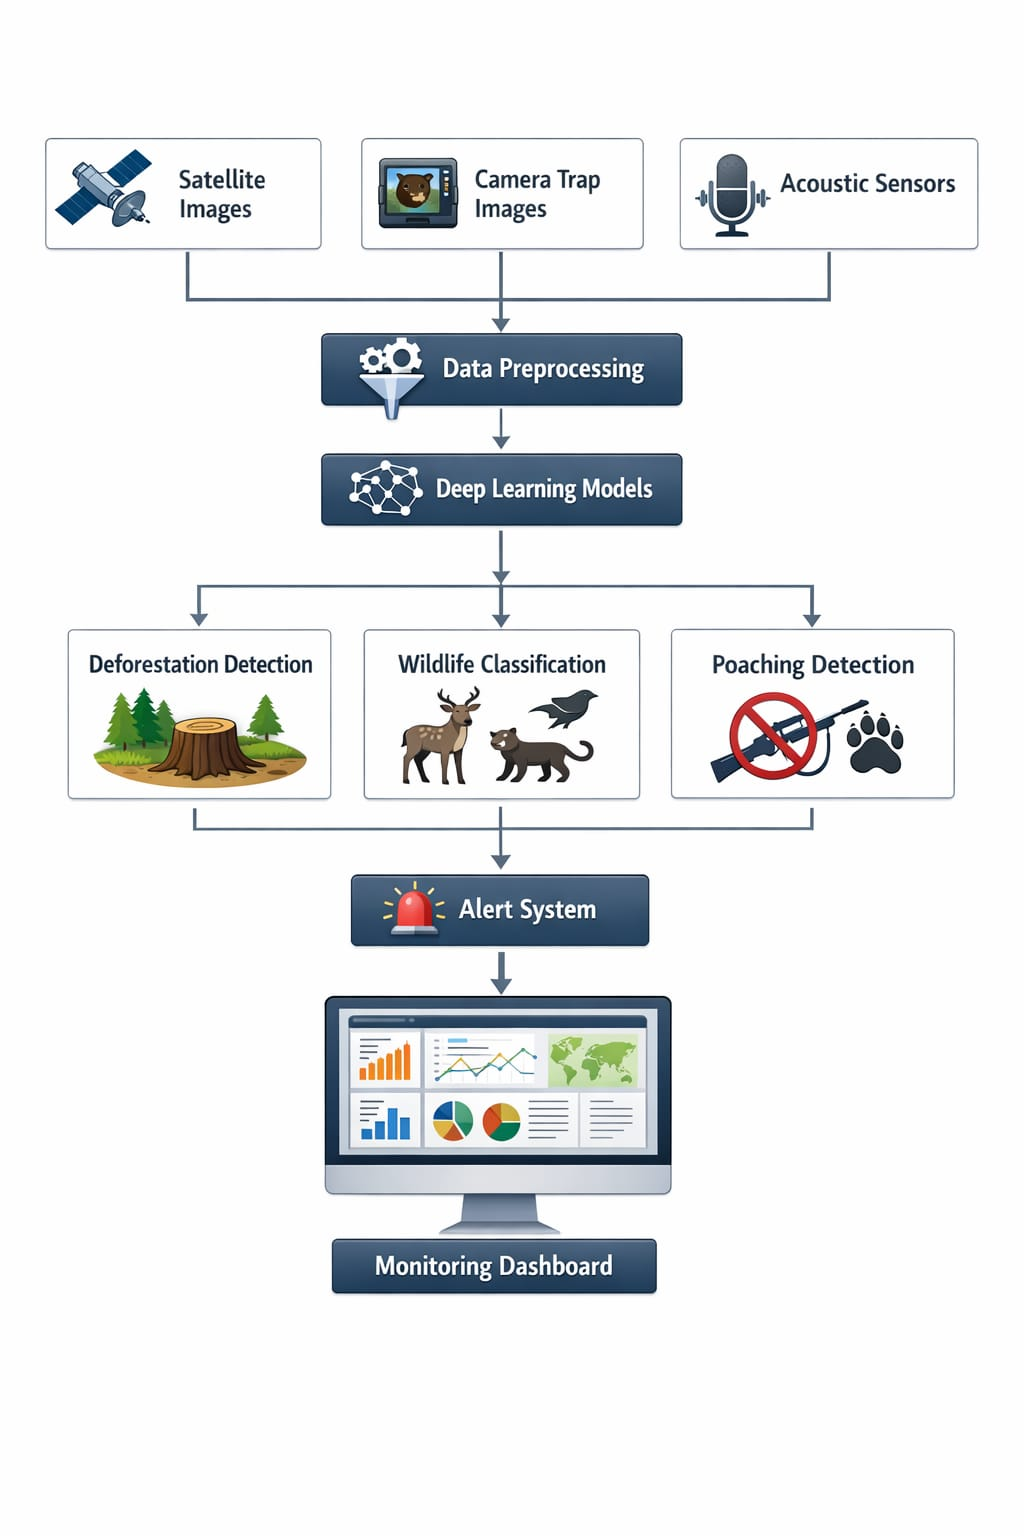 Satellite
Images
Camera Trap
Images
Acoustic Sensors
Data Preprocessing
Deep Learning Models
Deforestation Detection
Wildlife Classification
Poaching Detection
Alert System
Monitoring Dashboard